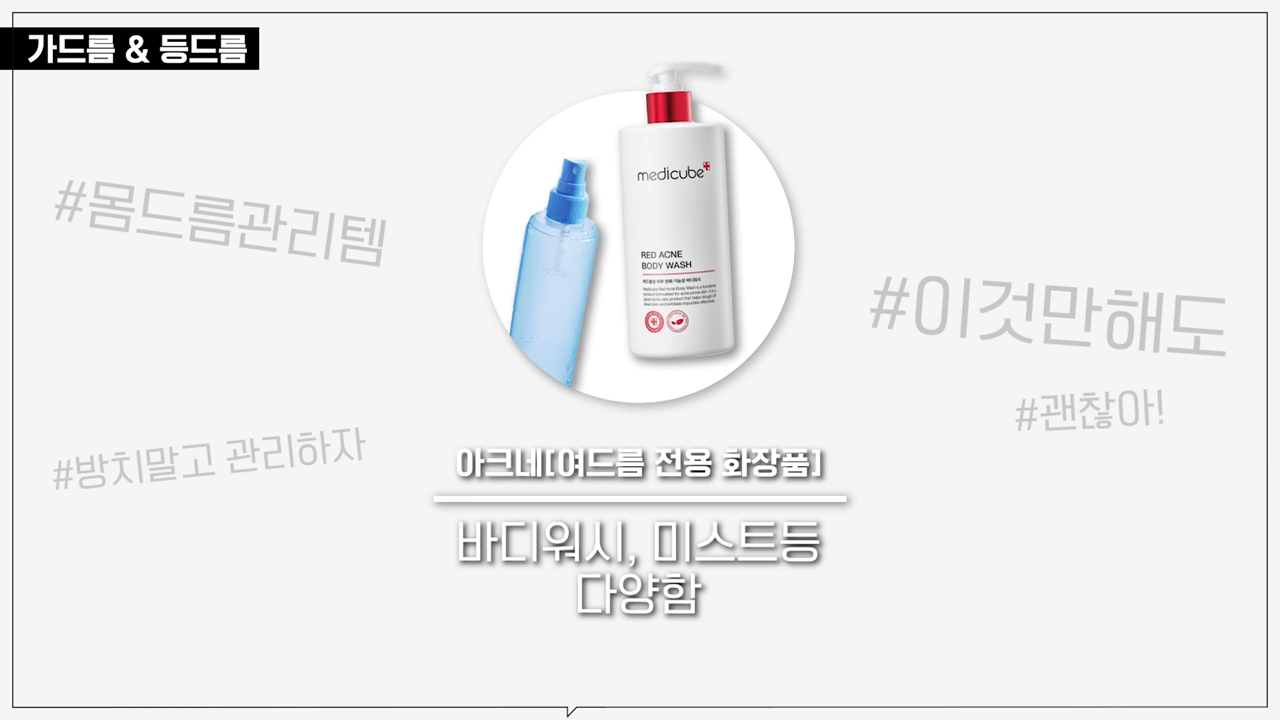 가드름 & 등드름
#몸드름관리템
medicube
RED ACNE
BODY WASH
#이것만해도
#괜찮아!
#방치말고 관리하자
아크네[여드름 전용 화장품]
바디워시, 미스트등
다양함